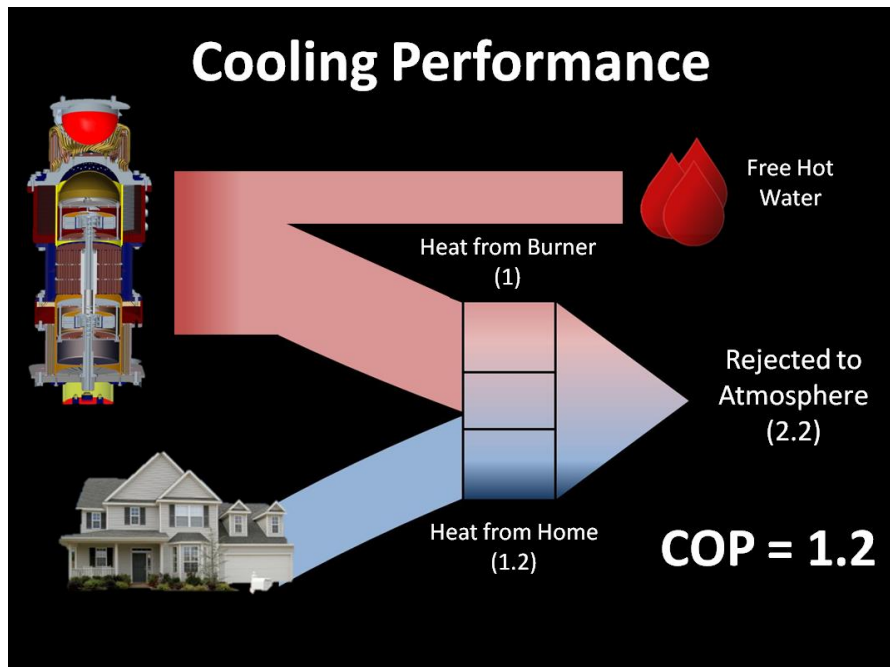 Cooling Performance
Free Hot
Water
Heat from Burner
(1)
Rejected to
Atmosphere
(2.2)
Heat from Home
(1.2)
COP = 1.2